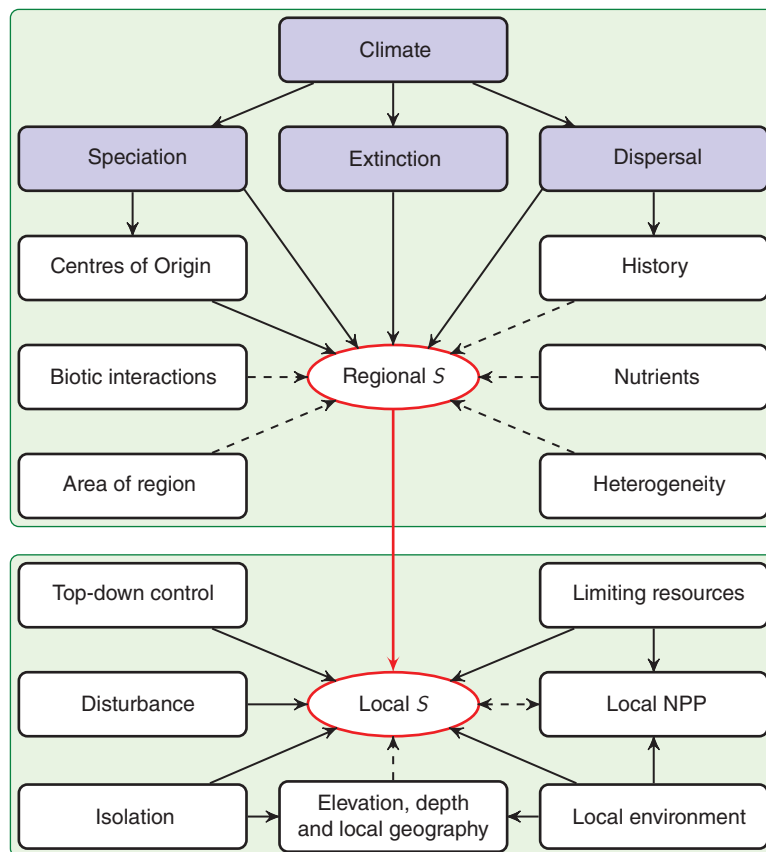 Climate
Speciation
Extinction
Dispersal
Centres of Origin
History
Biotic interactions
Regional S
Nutrients
Area of region
Heterogeneity
Top-down control
Limiting resources
Disturbance
Local S
Local NPP
Isolation
Elevation, depth
and local geography
Local environment